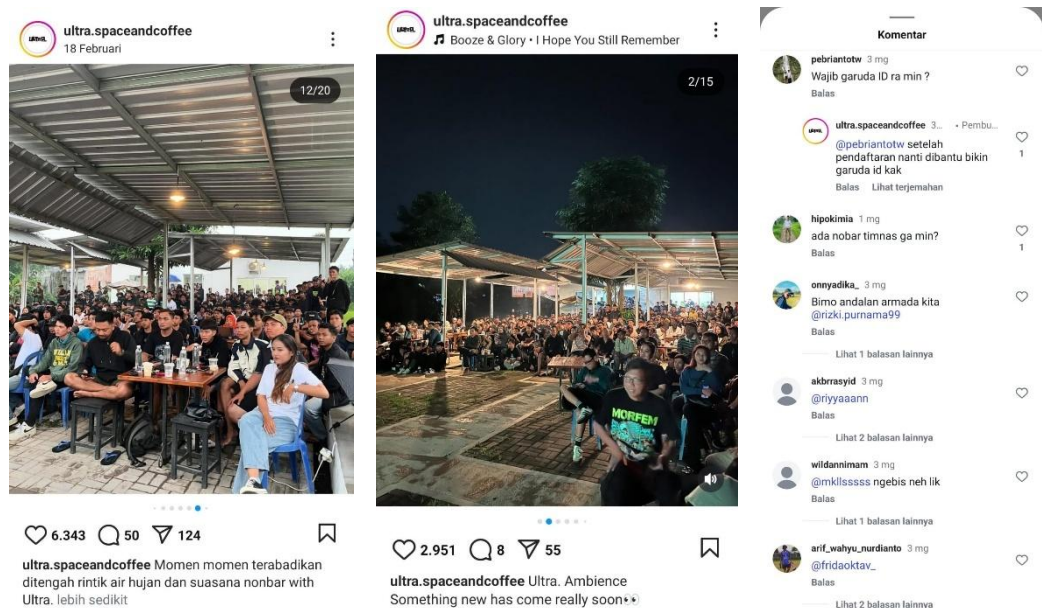 ultra.spaceandcoffee
18 Februari
12/20
6.343 50 124
ultra.spaceandcoffee Momen momen terabadikan
ditengah rintik air hujan dan suasana nonbar with
Ultra. lebih sedikit
ultra.spaceandcoffee
Booze & Glory • I Hope You Still Remember
2/15
MORFEM
2.951 8 55
ultra.spaceandcoffee Ultra. Ambience
Something new has come really soon👀
Komentar
pebriantotw 3 mg
Wajib garuda ID ra min ?
Balas
ultra.spaceandcoffee 3... • Pembu...
@pebriantotw setelah
pendaftaran nanti dibantu bikin
garuda id kak
1
Balas Lihat terjemahan
hipokimia 1 mg
ada nobar timnas ga min?
1
Balas
onnyadika_ 3 mg
Bimo andalan armada kita
@rizki.purnama99
Balas
Lihat 1 balasan lainnya
akbrrasyid 3 mg
@riyyaaann
Balas
Lihat 2 balasan lainnya
wildannimam 3 mg
@mkllsssss ngebis neh lik
Balas
Lihat 1 balasan lainnya
arif_wahyu_nurdianto 3 mg
@fridaoktav_
Balas
Lihat 2 balasan lainnya